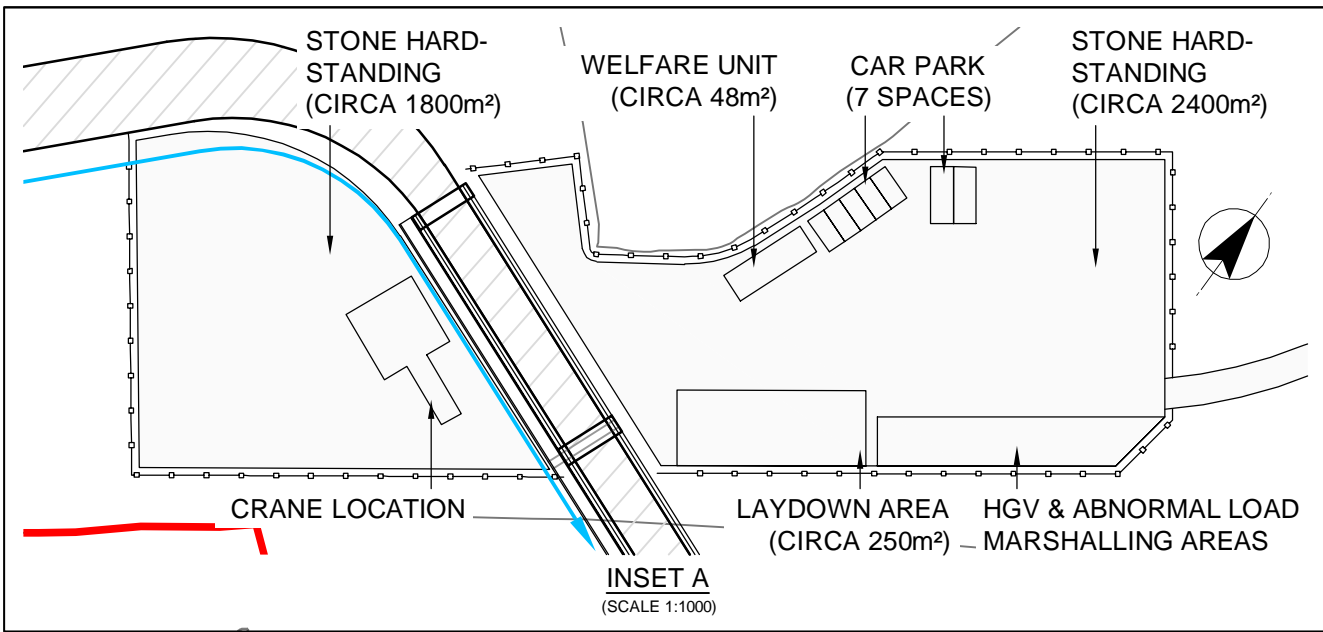 STONE HARD-
STANDING
(CIRCA 1800m²)
WELFARE UNIT
(CIRCA 48m²)
CAR PARK
(7 SPACES)
STONE HARD-
STANDING
(CIRCA 2400m²)
CRANE LOCATION
LAYDOWN AREA
(CIRCA 250m²)
HGV & ABNORMAL LOAD
MARSHALLING AREAS
INSET A
(SCALE 1:1000)